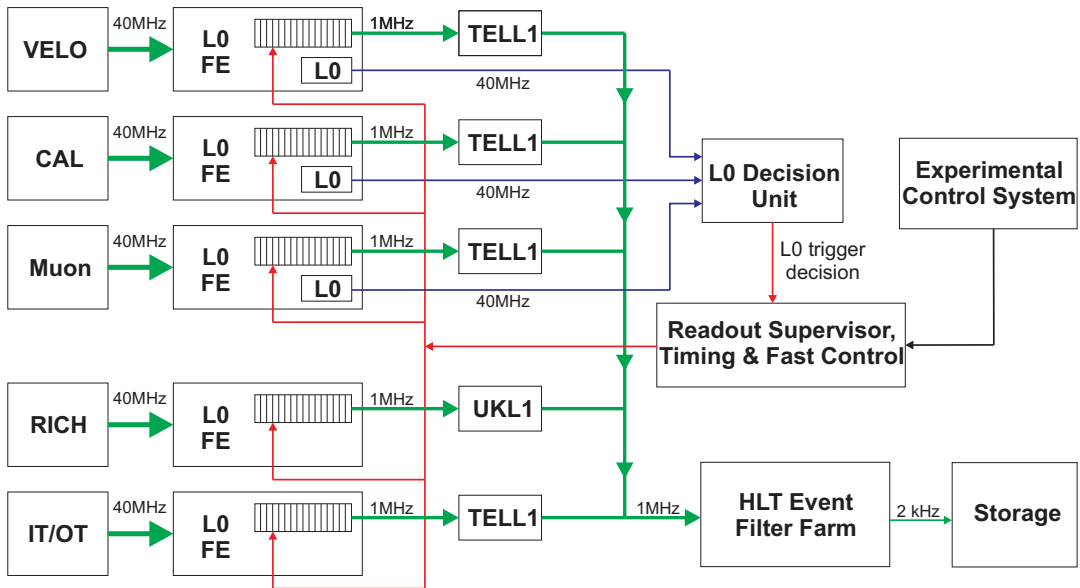 40MHz
VELO
L0
FE
L0
1MHz
TELL1
40MHz
40MHz
CAL
L0
FE
L0
1MHz
TELL1
40MHz
L0 Decision
Unit
Experimental
Control System
40MHz
Muon
L0
FE
L0
1MHz
TELL1
40MHz
L0 trigger
decision
Readout Supervisor,
Timing & Fast Control
40MHz
RICH
L0
FE
1MHz
UKL1
40MHz
IT/OT
L0
FE
1MHz
TELL1
1MHz
HLT Event
Filter Farm
2 kHz
Storage